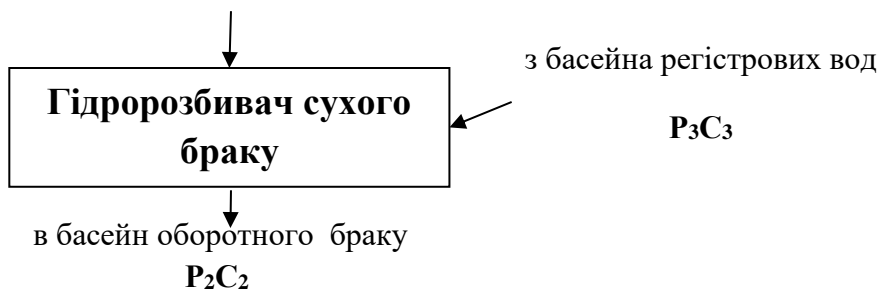 з басейна регістрових вод
Гідророзбивач сухого
браку
P₃C₃
в басейн оборотного браку
P₂C₂